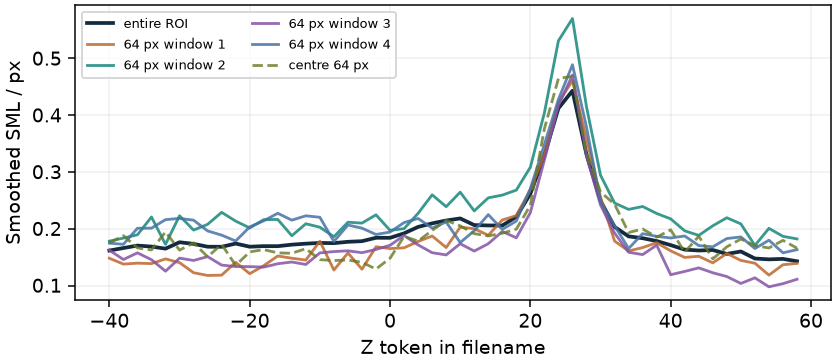 entire ROI
64 px window 1
64 px window 2
64 px window 3
64 px window 4
centre 64 px
Smoothed SML / px
0.5
0.4
0.3
0.2
0.1
−40 −20 0 20 40 60
Z token in filename